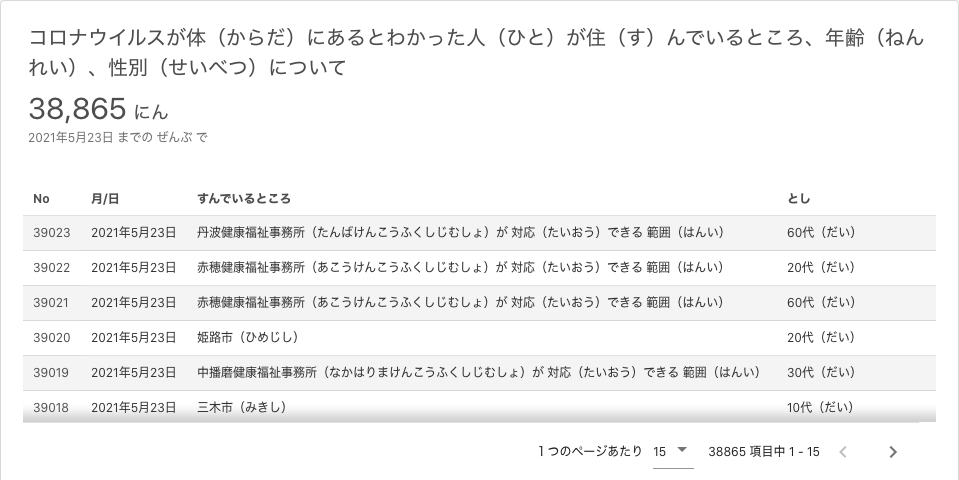 コロナウイルスが体（からだ）にあるとわかった人（ひと）が住（す）んでいるところ、年齢（ねん
れい）、性別（せいべつ）について
38,865 にん
2021年5月23日 までの ぜんぶ で
No 月/日 すんでいるところ とし
39023 2021年5月23日 丹波健康福祉事務所（たんばけんこうふくしじむしょ）が 対応（たいおう）できる 範囲（はんい） 60代（だい）
39022 2021年5月23日 赤穂健康福祉事務所（あこうけんこうふくしじむしょ）が 対応（たいおう）できる 範囲（はんい） 20代（だい）
39021 2021年5月23日 赤穂健康福祉事務所（あこうけんこうふくしじむしょ）が 対応（たいおう）できる 範囲（はんい） 60代（だい）
39020 2021年5月23日 姫路市（ひめじし） 20代（だい）
39019 2021年5月23日 中播磨健康福祉事務所（なかはりまけんこうふくしじむしょ）が 対応（たいおう）できる 範囲（はんい） 30代（だい）
39018 2021年5月23日 三木市（みきし） 10代（だい）
1 つのページあたり 15 38865 項目中 1 - 15